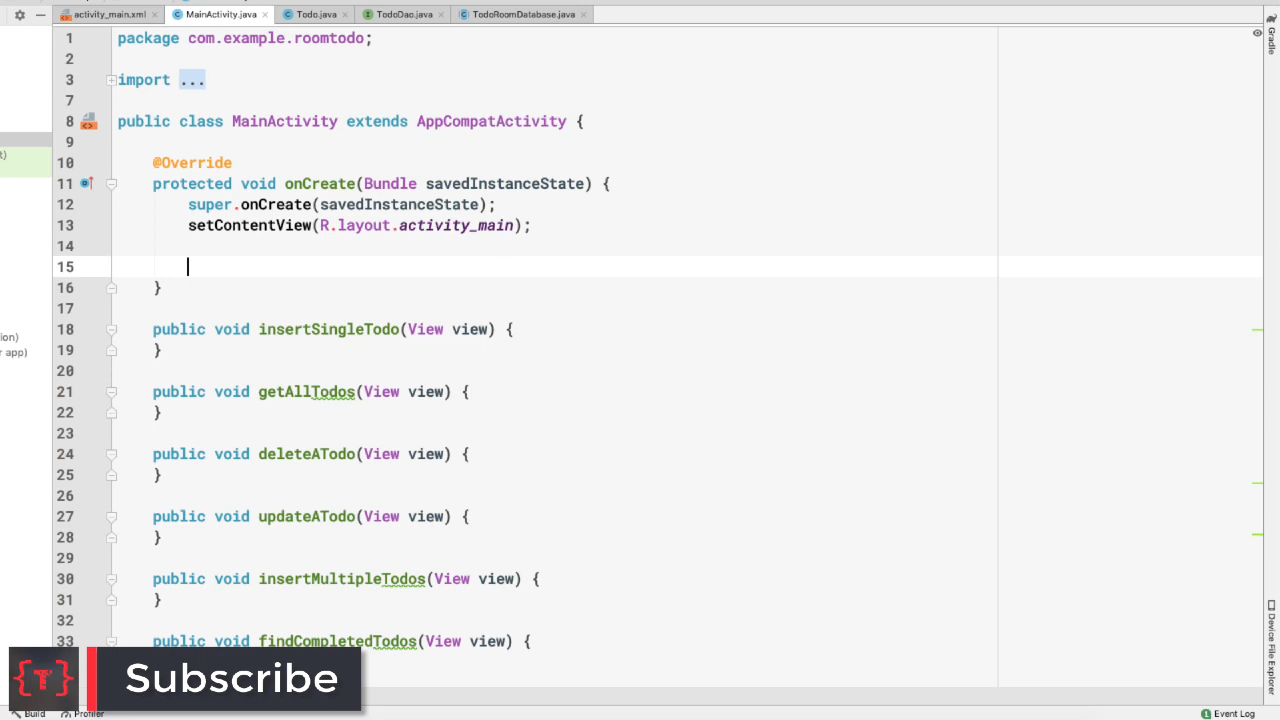 activity_main.xml MainActivity.java Todo.java TodoDao.java TodoRoomDatabase.java
1 package com.example.roomtodo;
2
3 import ...
7
8 public class MainActivity extends AppCompatActivity {
9
10 @Override
11 protected void onCreate(Bundle savedInstanceState) {
12 super.onCreate(savedInstanceState);
13 setContentView(R.layout.activity_main);
14
15
16 }
17
18 public void insertSingleTodo(View view) {
19 }
20
21 public void getAllTodos(View view) {
22 }
23
24 public void deleteATodo(View view) {
25 }
26
27 public void updateATodo(View view) {
28 }
29
30 public void insertMultipleTodos(View view) {
31 }
32
33 public void findCompletedTodos(View view) {
t)
ion)
r app)
Gradle
Device File Explorer
{T}
Subscribe
Build Profiler
1 Event Log